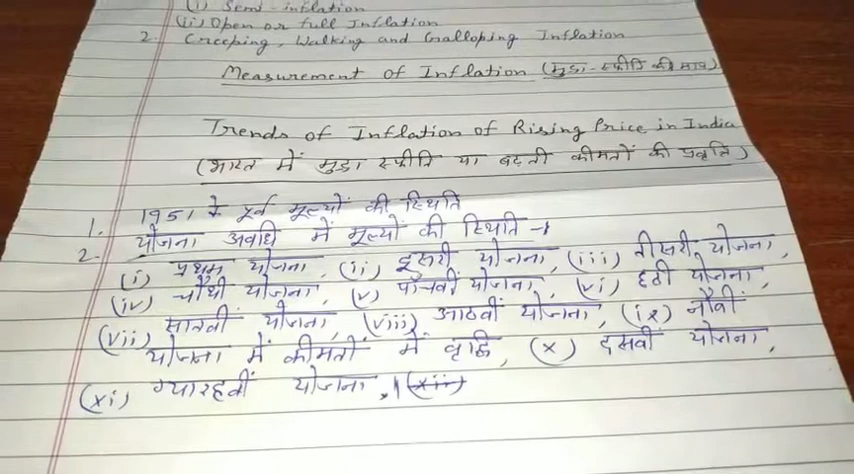 (i) Semi-inflation
(ii) Open or full Inflation
2. Creeping, Walking and Gralloping Inflation
Measurement of Inflation (मुद्रा-स्फीति की माप)
Trends of Inflation of Rising Price in India
(भारत में मुद्रा स्फीति या बढ़ती कीमतों की प्रवृति)
1. 1951 के पूर्व मूल्यों की स्थिति
2. योजना अवधि में मूल्यों की स्थिति →
(i) प्रथम योजना, (ii) दूसरी योजना, (iii) तीसरी योजना,
(iv) चौथी योजना, (v) पाँचवीं योजना, (vi) छठी योजना,
(vii) सातवीं योजना, (viii) आठवीं योजना, (ix) नौवीं
योजना में कीमतों में वृद्धि, (x) दसवीं योजना,
(xi) ग्यारहवीं योजना, । (xii)